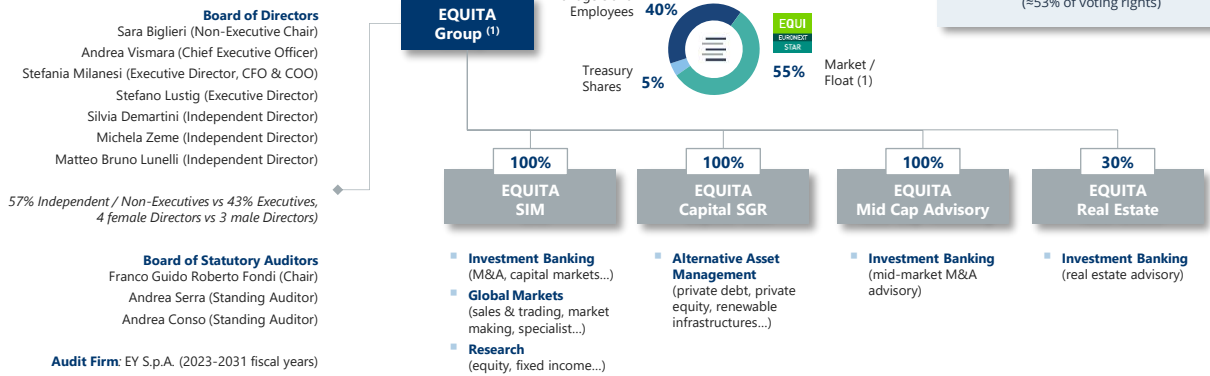 Board of Directors
Sara Biglieri (Non-Executive Chair)
Andrea Vismara (Chief Executive Officer)
Stefania Milanesi (Executive Director, CFO & COO)
Stefano Lustig (Executive Director)
Silvia Demartini (Independent Director)
Michela Zeme (Independent Director)
Matteo Bruno Lunelli (Independent Director)
57% Independent / Non-Executives vs 43% Executives,
4 female Directors vs 3 male Directors)
Board of Statutory Auditors
Franco Guido Roberto Fondi (Chair)
Andrea Serra (Standing Auditor)
Andrea Conso (Standing Auditor)
Audit Firm: EY S.p.A. (2023-2031 fiscal years)
EQUITA
Group (1)
Employees 40%
Treasury
Shares 5%
EQUI
EURONEXT
STAR
55% Market /
Float (1)
(≈53% of voting rights)
100%
EQUITA
SIM
Investment Banking
(M&A, capital markets…)
Global Markets
(sales & trading, market
making, specialist…)
Research
(equity, fixed income…)
100%
EQUITA
Capital SGR
Alternative Asset
Management
(private debt, private
equity, renewable
infrastructures…)
100%
EQUITA
Mid Cap Advisory
Investment Banking
(mid-market M&A
advisory)
30%
EQUITA
Real Estate
Investment Banking
(real estate advisory)